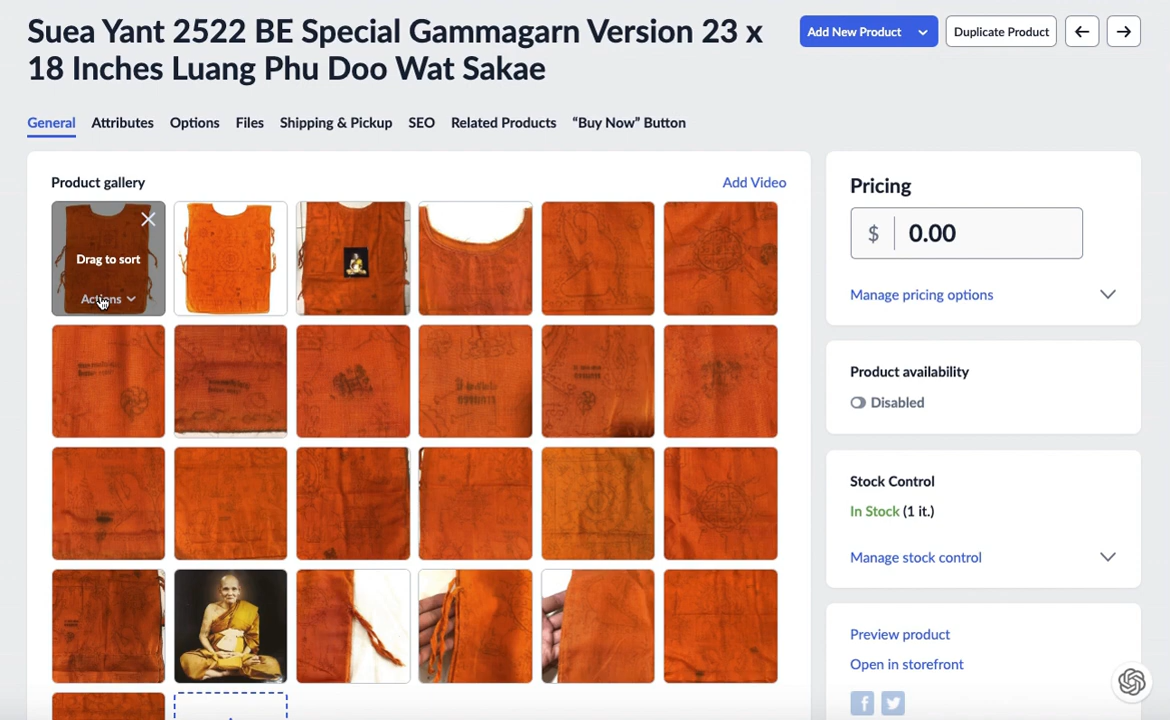 Suea Yant 2522 BE Special Gammagarn Version 23 x
18 Inches Luang Phu Doo Wat Sakae
Add New Product
Duplicate Product
General
Attributes
Options
Files
Shipping & Pickup
SEO
Related Products
“Buy Now” Button
Product gallery
Add Video
Drag to sort
Actions
Pricing
$ 0.00
Manage pricing options
Product availability
Disabled
Stock Control
In Stock (1 it.)
Manage stock control
Preview product
Open in storefront